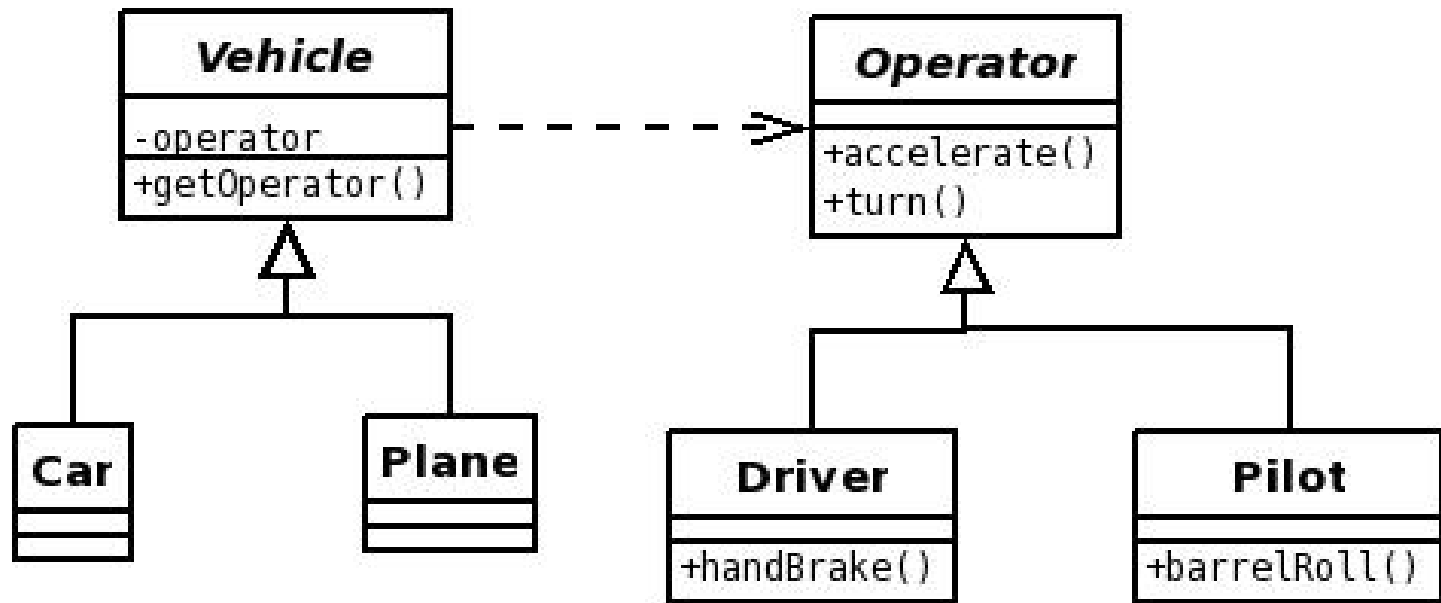 Vehicle
-operator
+getOperator()
Operator
+accelerate()
+turn()
Car
Plane
Driver
+handBrake()
Pilot
+barrelRoll()